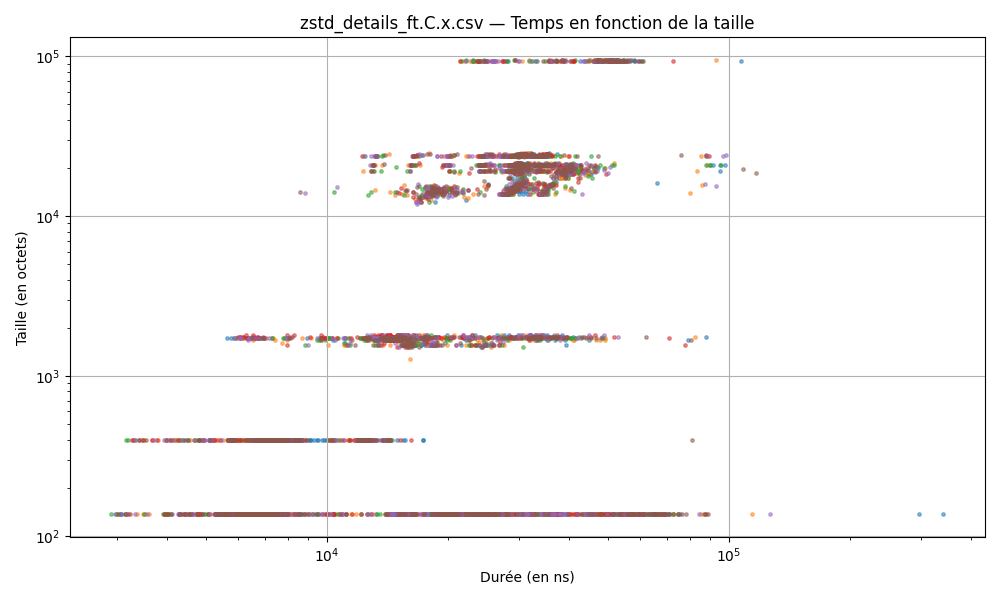 zstd_details_ft.C.x.csv — Temps en fonction de la taille
10^5
10^4
10^3
10^2
Taille (en octets)
10^4
10^5
Durée (en ns)